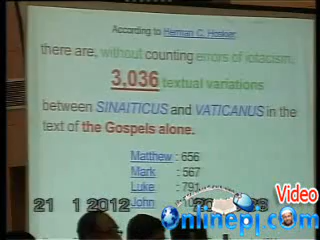 According to Herman C. Hoskier
there are, without counting errors of iotacism,
3,036 textual variations
between SINAITICUS and VATICANUS in the
text of the Gospels alone.
Matthew : 656
Mark : 567
Luke : 791
John
21 1 2012
Video
Onlinepj.com